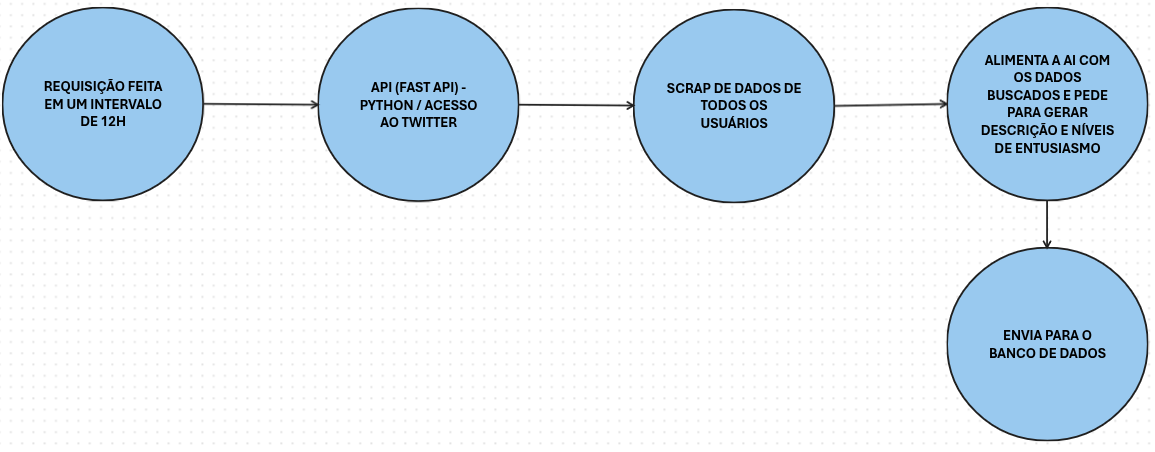 REQUISIÇÃO FEITA
EM UM INTERVALO
DE 12H
API (FAST API) -
PYTHON / ACESSO
AO TWITTER
SCRAP DE DADOS DE
TODOS OS
USUÁRIOS
ALIMENTA A AI COM
OS DADOS
BUSCADOS E PEDE
PARA GERAR
DESCRIÇÃO E NÍVEIS
DE ENTUSIASMO
ENVIA PARA O
BANCO DE DADOS